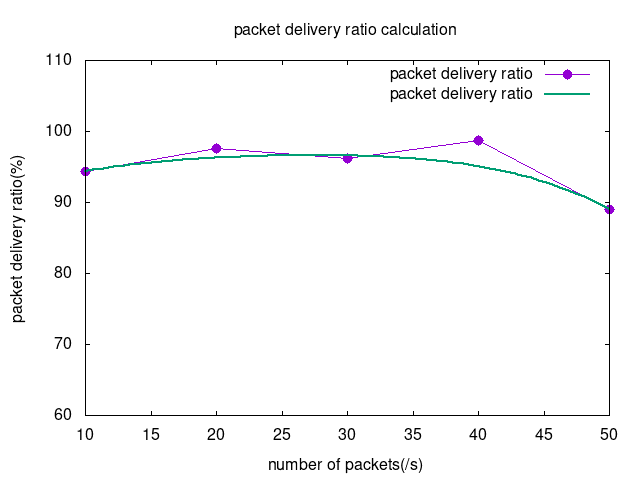 packet delivery ratio calculation
packet delivery ratio
packet delivery ratio
110
100
90
80
70
60
packet delivery ratio(%)
10 15 20 25 30 35 40 45 50
number of packets(/s)